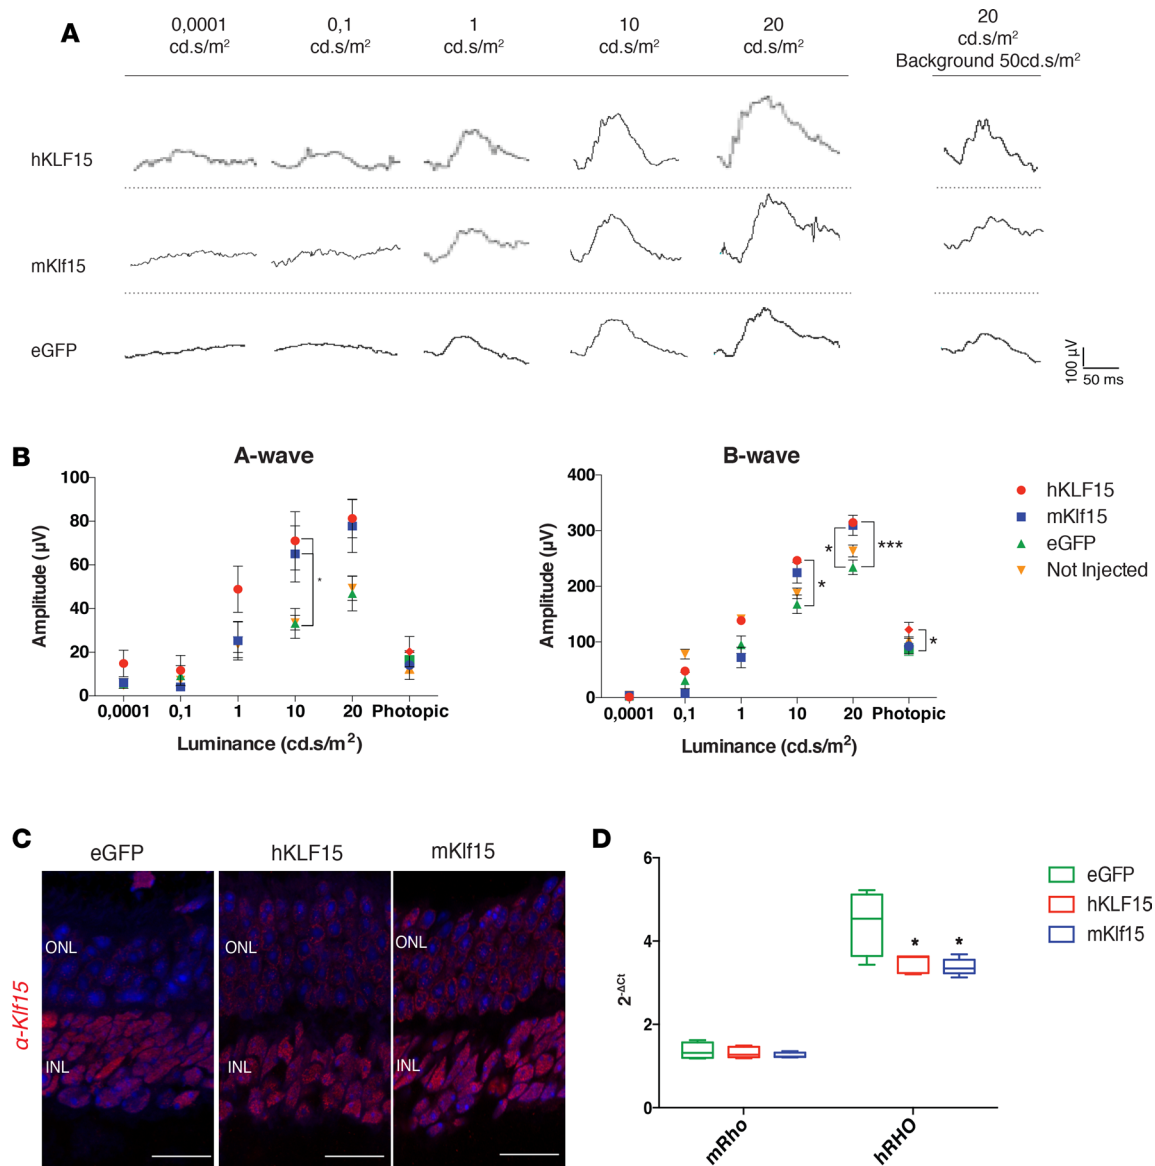 A
0,0001
cd.s/m²
0,1
cd.s/m²
1
cd.s/m²
10
cd.s/m²
20
cd.s/m²
20
cd.s/m²
Background 50cd.s/m²
hKLF15
mKlf15
eGFP
100 µV
50 ms
B
A-wave
Amplitude (µV)
100
80
60
40
20
0
*
0,0001 0,1 1 10 20 Photopic
Luminance (cd.s/m²)
B-wave
Amplitude (µV)
400
300
200
100
0
*
*
***
*
0,0001 0,1 1 10 20 Photopic
Luminance (cd.s/m²)
hKLF15
mKlf15
eGFP
Not Injected
C
eGFP
hKLF15
mKlf15
α-Klf15
ONL
ONL
ONL
INL
INL
INL
D
2^-ΔCt
6
4
2
0
* *
mRho
hRHO
eGFP
hKLF15
mKlf15